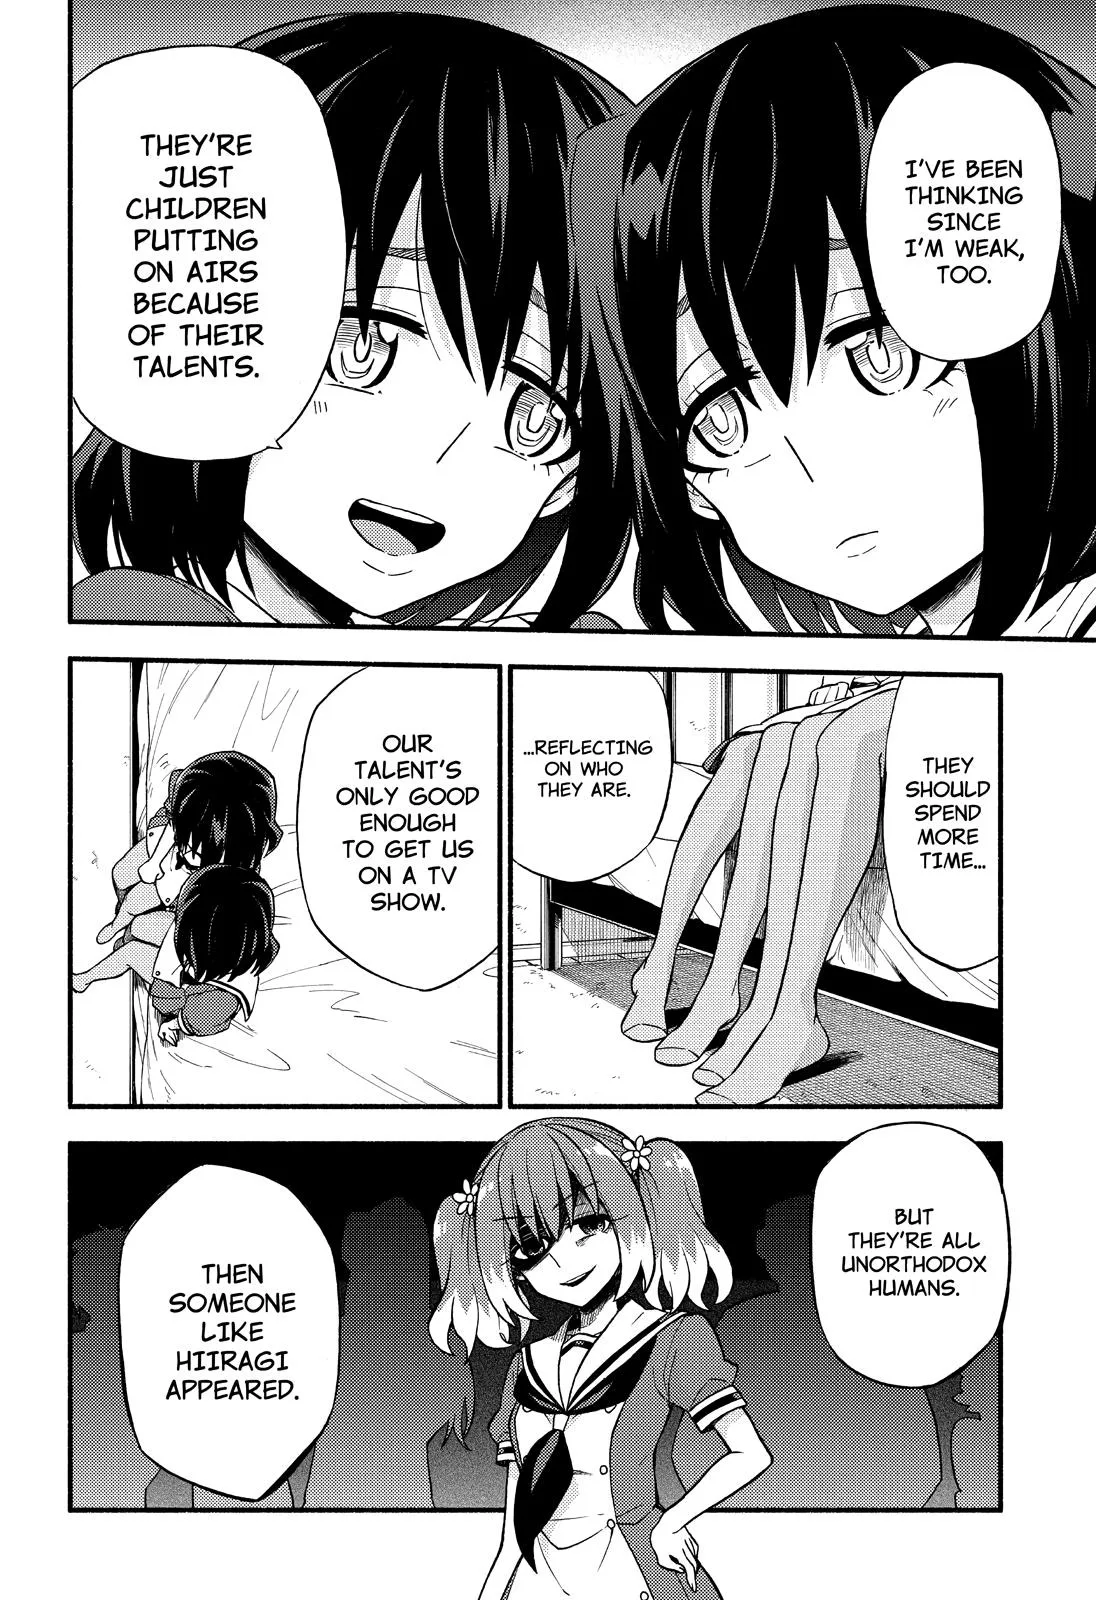 I'VE BEEN
THINKING
SINCE
I'M WEAK,
TOO.
THEY'RE
JUST
CHILDREN
PUTTING
ON AIRS
BECAUSE
OF THEIR
TALENTS.
THEY
SHOULD
SPEND
MORE
TIME...
...REFLECTING
ON WHO
THEY ARE.
OUR
TALENT'S
ONLY GOOD
ENOUGH
TO GET US
ON A TV
SHOW.
BUT
THEY'RE ALL
UNORTHODOX
HUMANS.
THEN
SOMEONE
LIKE
HIIRAGI
APPEARED.